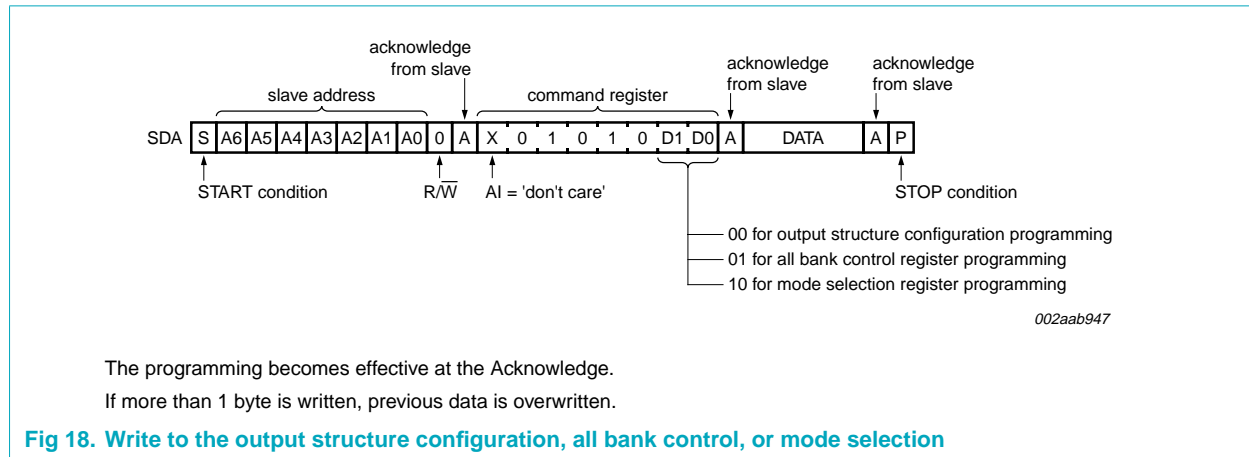 acknowledge
from slave
acknowledge
from slave
acknowledge
from slave
slave address
command register
SDA S A6 A5 A4 A3 A2 A1 A0 0 A X 0 1 0 1 0 D1 D0 A DATA A P
START condition
R/W̅
AI = 'don't care'
STOP condition
00 for output structure configuration programming
01 for all bank control register programming
10 for mode selection register programming
002aab947
The programming becomes effective at the Acknowledge.
If more than 1 byte is written, previous data is overwritten.
Fig 18. Write to the output structure configuration, all bank control, or mode selection